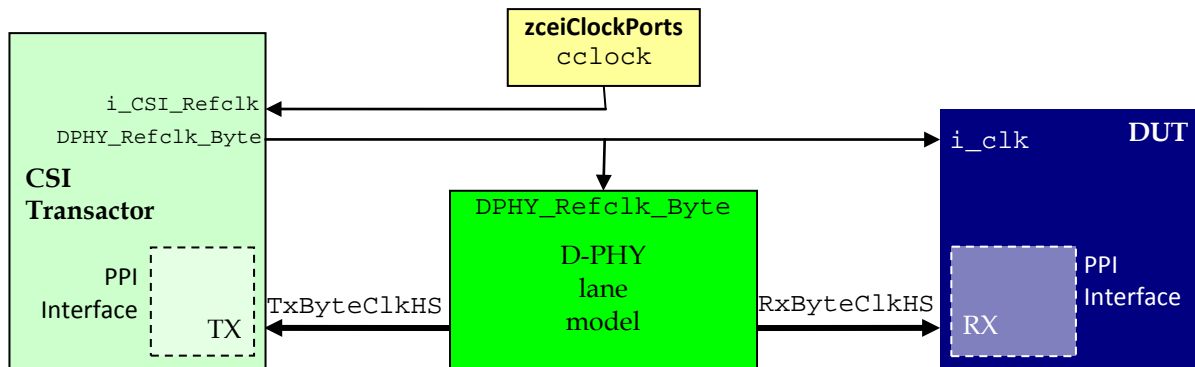 zceiClockPorts
cclock
i_CSI_Refclk
DPHY_Refclk_Byte
CSI
Transactor
PPI
Interface
TX
TxByteClkHS
DPHY_Refclk_Byte
D-PHY
lane
model
RxByteClkHS
i_clk
DUT
PPI
Interface
RX